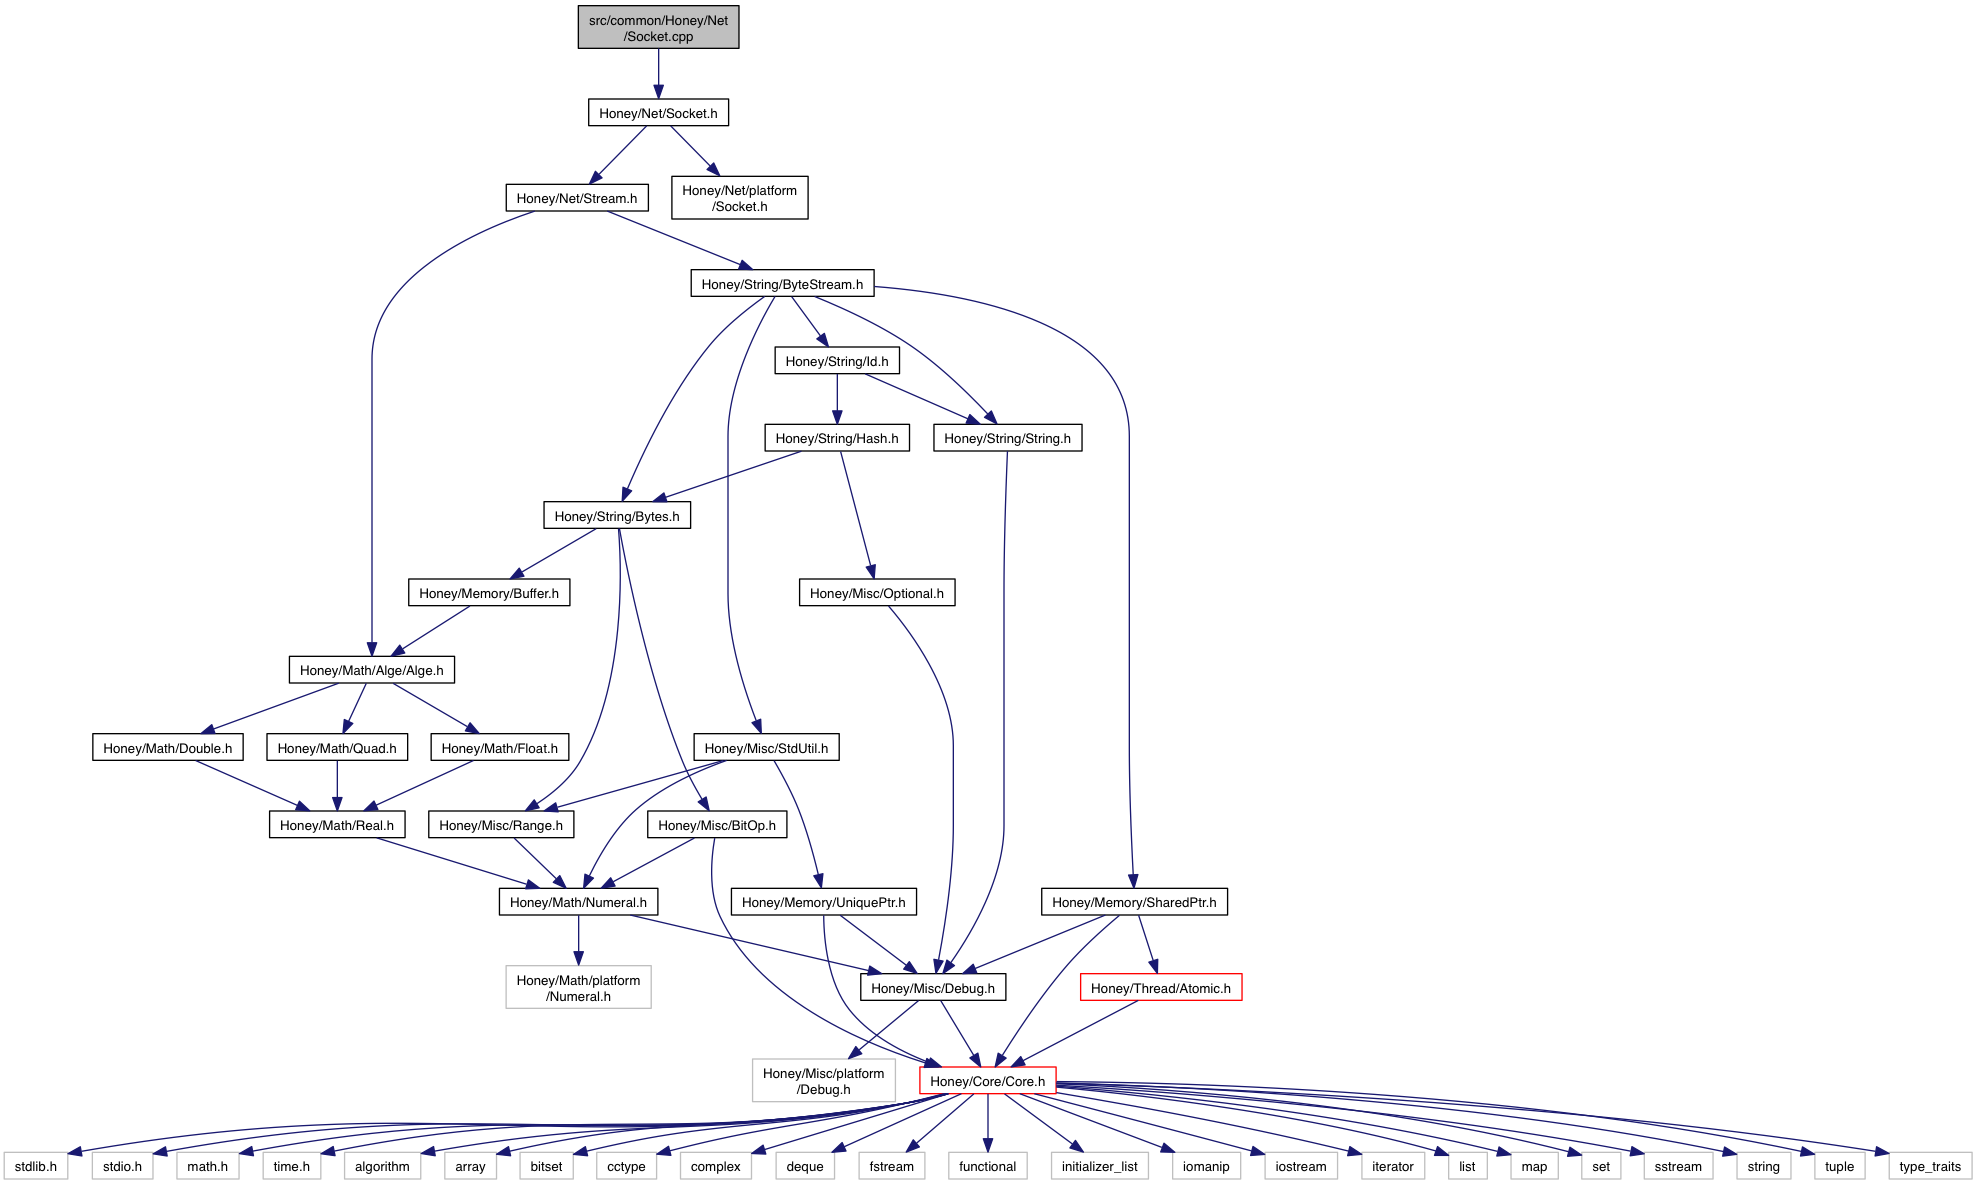 src/common/Honey/Net
/Socket.cpp
Honey/Net/Socket.h
Honey/Net/Stream.h
Honey/Net/platform
/Socket.h
Honey/String/ByteStream.h
Honey/String/Id.h
Honey/String/Hash.h
Honey/String/String.h
Honey/String/Bytes.h
Honey/Memory/Buffer.h
Honey/Misc/Optional.h
Honey/Math/Alge/Alge.h
Honey/Math/Double.h
Honey/Math/Quad.h
Honey/Math/Float.h
Honey/Misc/StdUtil.h
Honey/Math/Real.h
Honey/Misc/Range.h
Honey/Misc/BitOp.h
Honey/Math/Numeral.h
Honey/Memory/UniquePtr.h
Honey/Memory/SharedPtr.h
Honey/Math/platform
/Numeral.h
Honey/Misc/Debug.h
Honey/Thread/Atomic.h
Honey/Misc/platform
/Debug.h
Honey/Core/Core.h
stdlib.h
stdio.h
math.h
time.h
algorithm
array
bitset
cctype
complex
deque
fstream
functional
initializer_list
iomanip
iostream
iterator
list
map
set
sstream
string
tuple
type_traits